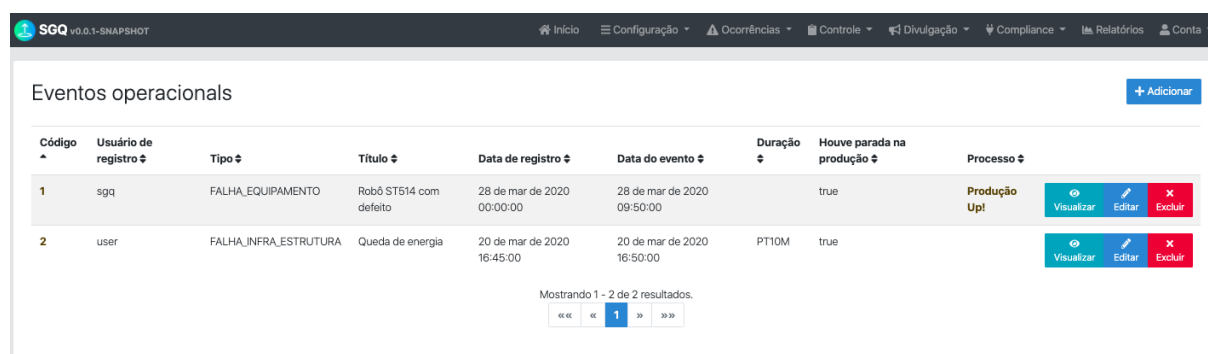 SGQ v0.0.1-SNAPSHOT Início Configuração Ocorrências Controle Divulgação Compliance Relatórios Conta
Eventos operacionals
+ Adicionar
Código Usuário de registro Tipo Título Data de registro Data do evento Duração Houve parada na produção Processo
1 sgq FALHA_EQUIPAMENTO Robô ST514 com defeito 28 de mar de 2020 00:00:00 28 de mar de 2020 09:50:00 true Produção Up! Visualizar Editar Excluir
2 user FALHA_INFRA_ESTRUTURA Queda de energia 20 de mar de 2020 16:45:00 20 de mar de 2020 16:50:00 PT10M true Visualizar Editar Excluir
Mostrando 1 - 2 de 2 resultados.
«« « 1 » »»